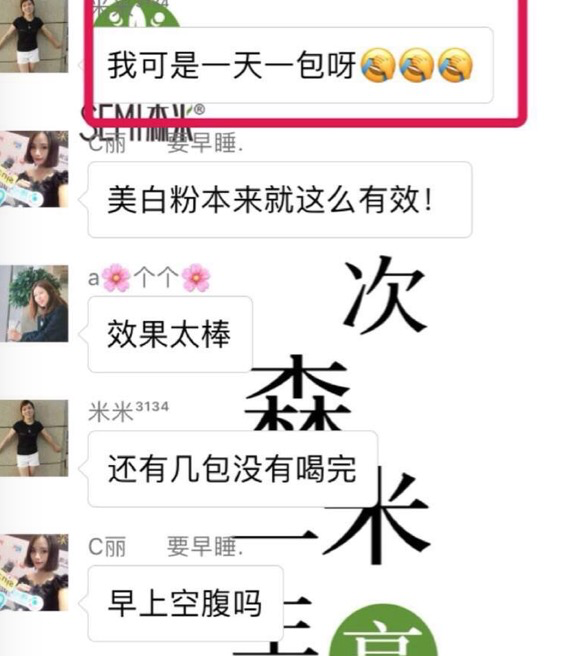 我可是一天一包呀
SEMI森米®
C丽 要早睡.
美白粉本来就这么有效！
次
a🌸个个🌸
效果太棒
森
米米³¹³⁴
还有几包没有喝完
米
C丽 要早睡.
一
早上空腹吗